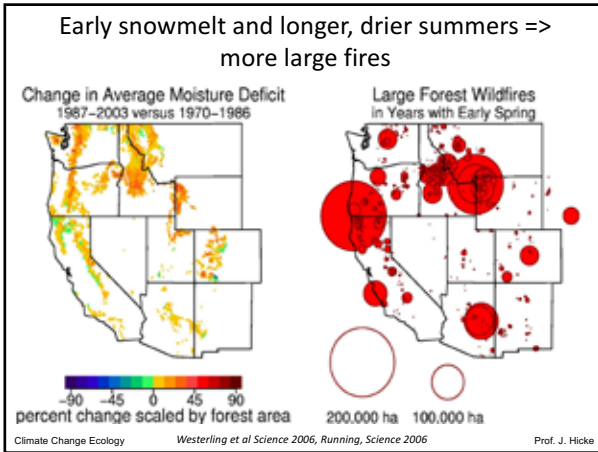 Early snowmelt and longer, drier summers =>
more large fires
Change in Average Moisture Deficit
1987-2003 versus 1970-1986
Large Forest Wildfires
in Years with Early Spring
-90 -45 0 45 90
percent change scaled by forest area
200,000 ha 100,000 ha
Climate Change Ecology Westerling et al Science 2006, Running, Science 2006 Prof. J. Hicke